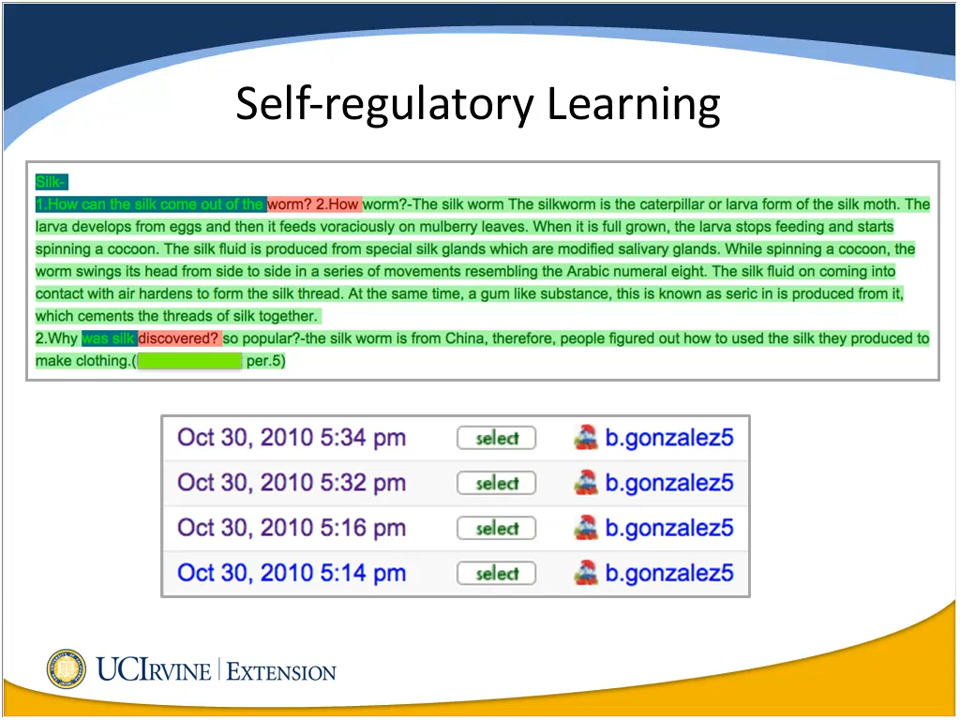 Self-regulatory Learning
Silk-
1.How can the silk come out of the worm? 2.How worm?-The silk worm The silkworm is the caterpillar or larva form of the silk moth. The
larva develops from eggs and then it feeds voraciously on mulberry leaves. When it is full grown, the larva stops feeding and starts
spinning a cocoon. The silk fluid is produced from special silk glands which are modified salivary glands. While spinning a cocoon, the
worm swings its head from side to side in a series of movements resembling the Arabic numeral eight. The silk fluid on coming into
contact with air hardens to form the silk thread. At the same time, a gum like substance, this is known as seric in is produced from it,
which cements the threads of silk together.
2.Why was silk discovered? so popular?-the silk worm is from China, therefore, people figured out how to used the silk they produced to
make clothing.( per.5)
Oct 30, 2010 5:34 pm select b.gonzalez5
Oct 30, 2010 5:32 pm select b.gonzalez5
Oct 30, 2010 5:16 pm select b.gonzalez5
Oct 30, 2010 5:14 pm select b.gonzalez5
UCIRVINE | EXTENSION